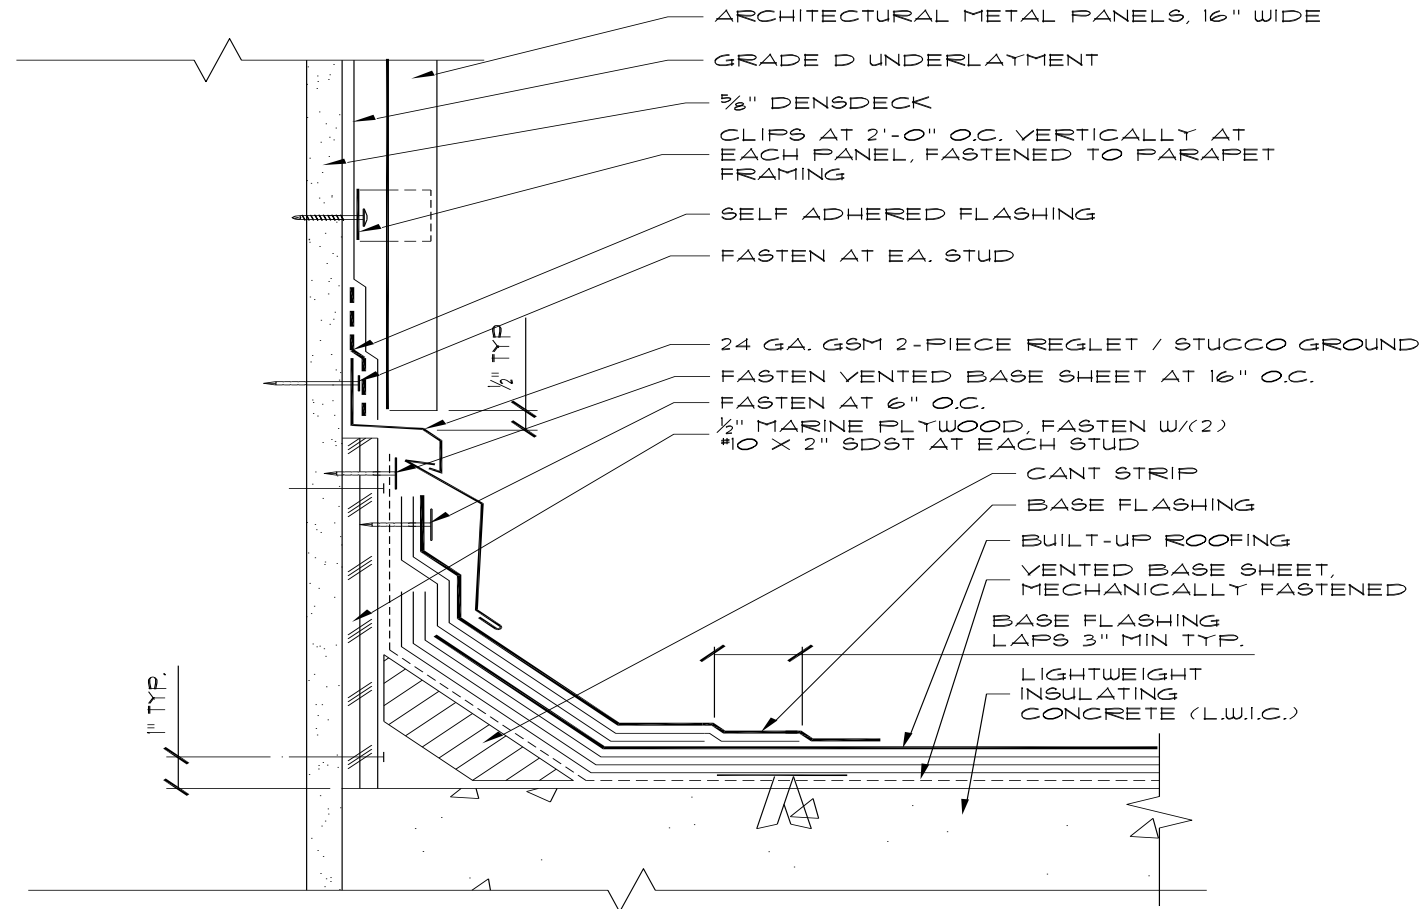 ARCHITECTURAL METAL PANELS, 16" WIDE
GRADE D UNDERLAYMENT
5/8" DENSDECK
CLIPS AT 2'-0" O.C. VERTICALLY AT
EACH PANEL, FASTENED TO PARAPET
FRAMING
SELF ADHERED FLASHING
FASTEN AT EA. STUD
1/2" TYP
24 GA. GSM 2-PIECE REGLET / STUCCO GROUND
FASTEN VENTED BASE SHEET AT 16" O.C.
FASTEN AT 6" O.C.
1/2" MARINE PLYWOOD, FASTEN W/(2)
#10 X 2" SDST AT EACH STUD
CANT STRIP
BASE FLASHING
BUILT-UP ROOFING
VENTED BASE SHEET,
MECHANICALLY FASTENED
BASE FLASHING
LAPS 3" MIN TYP.
LIGHTWEIGHT
INSULATING
CONCRETE (L.W.I.C.)
1" TYP.